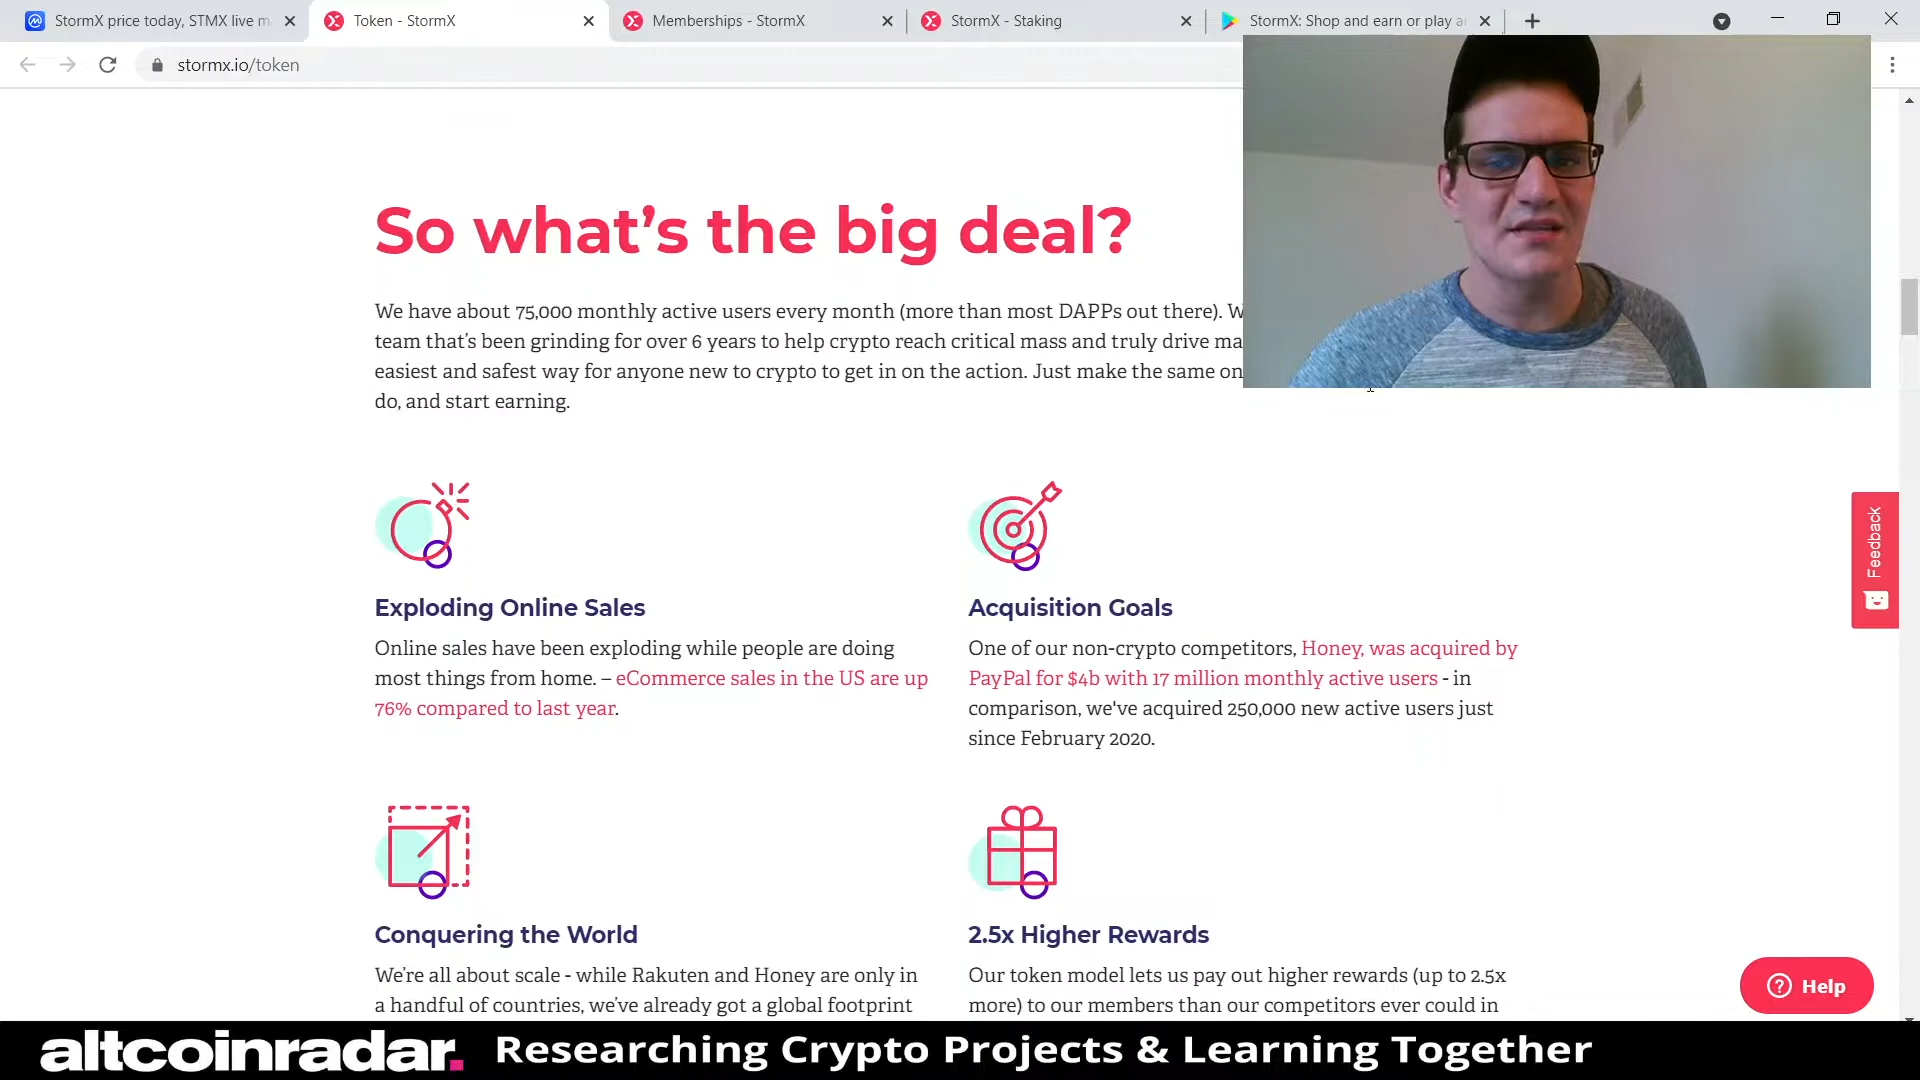 StormX price today, STMX live m
Token - StormX
Memberships - StormX
StormX - Staking
StormX: Shop and earn or play a
stormx.io/token
So what's the big deal?
We have about 75,000 monthly active users every month (more than most DAPPs out there). W
team that's been grinding for over 6 years to help crypto reach critical mass and truly drive ma
easiest and safest way for anyone new to crypto to get in on the action. Just make the same on
do, and start earning.
Exploding Online Sales
Online sales have been exploding while people are doing
most things from home. – eCommerce sales in the US are up
76% compared to last year.
Acquisition Goals
One of our non-crypto competitors, Honey, was acquired by
PayPal for $4b with 17 million monthly active users - in
comparison, we've acquired 250,000 new active users just
since February 2020.
Conquering the World
We're all about scale - while Rakuten and Honey are only in
a handful of countries, we've already got a global footprint
2.5x Higher Rewards
Our token model lets us pay out higher rewards (up to 2.5x
more) to our members than our competitors ever could in
Feedback
Help
altcoinradar.
Researching Crypto Projects & Learning Together